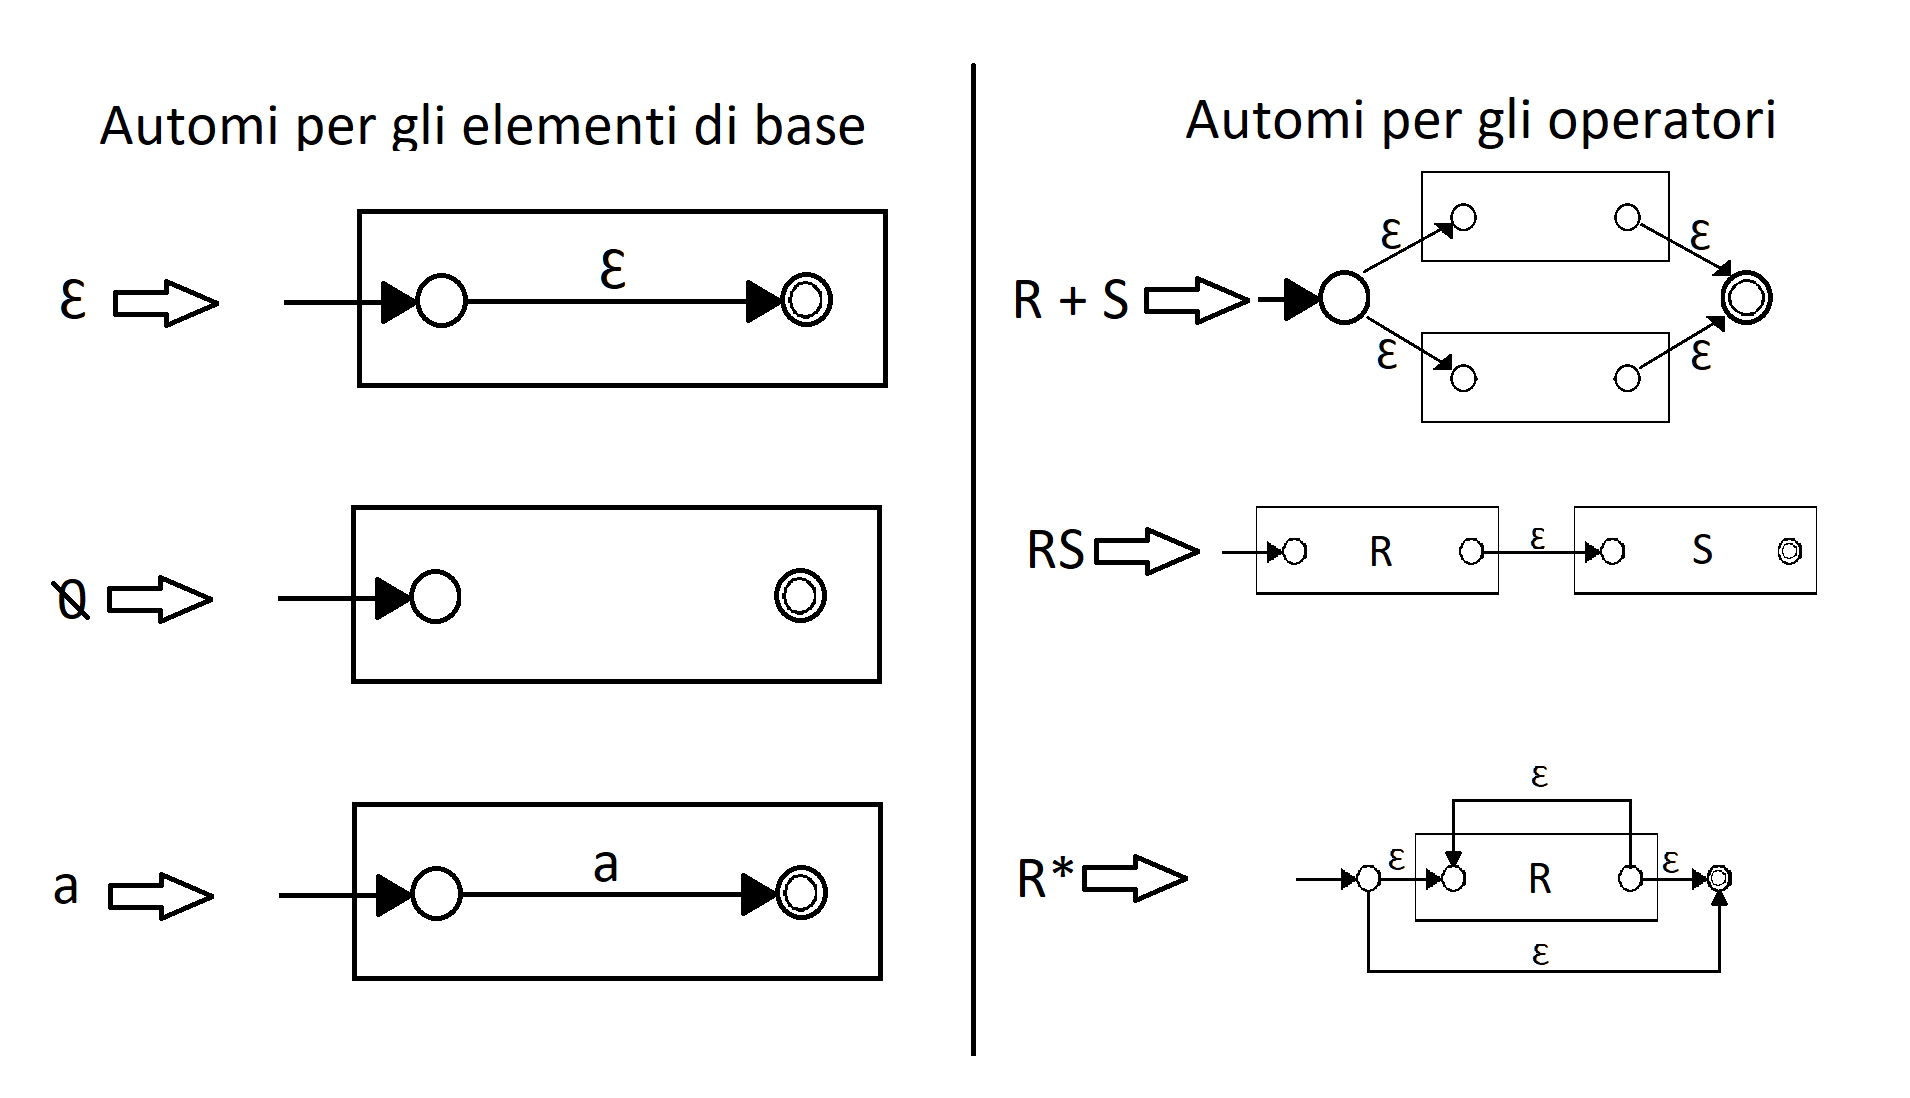 Automi per gli elementi di base
ε
ε
Ø
a
a
Automi per gli operatori
ε
ε
R + S
ε
ε
RS
R
ε
S
ε
R*
ε
R
ε
ε